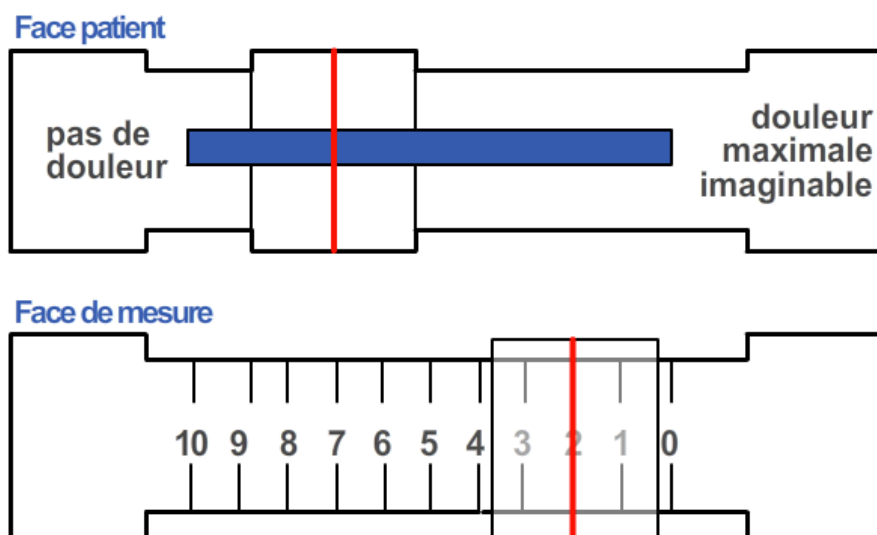 Face patient
pas de
douleur
douleur
maximale
imaginable
Face de mesure
10 9 8 7 6 5 4 3 2 1 0